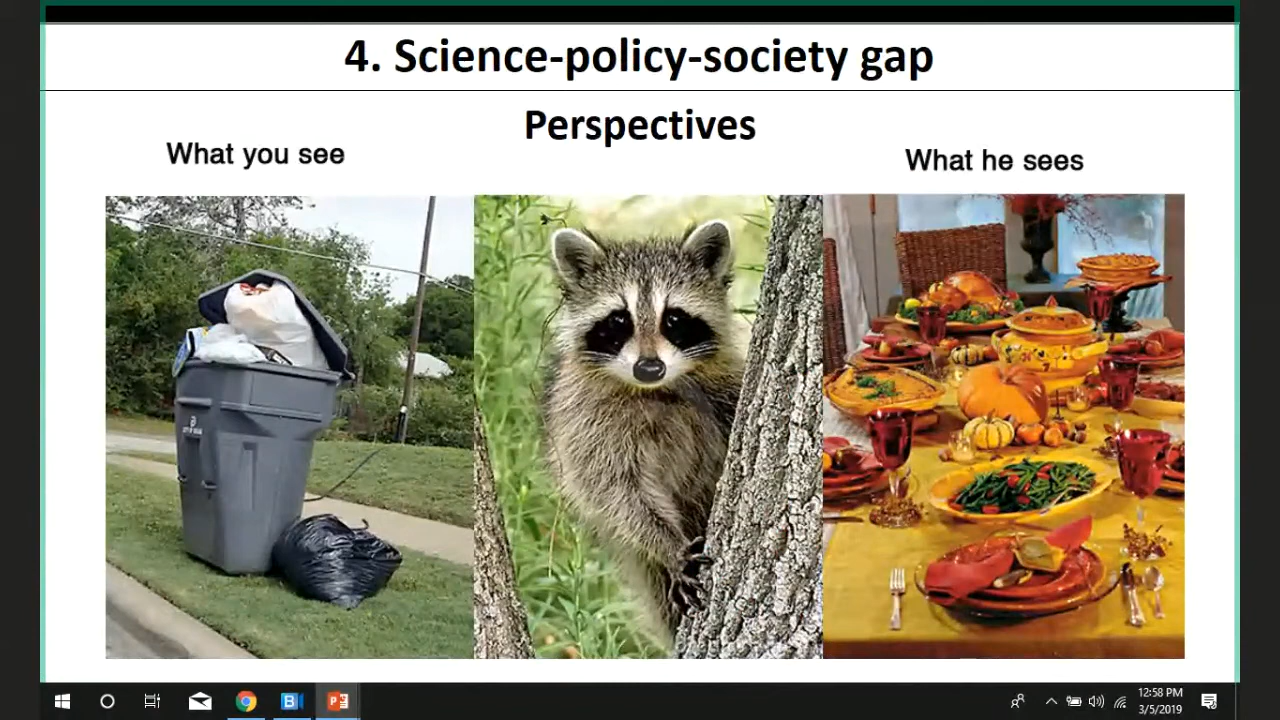 4. Science-policy-society gap
Perspectives
What you see
What he sees
12:58 PM
3/5/2019